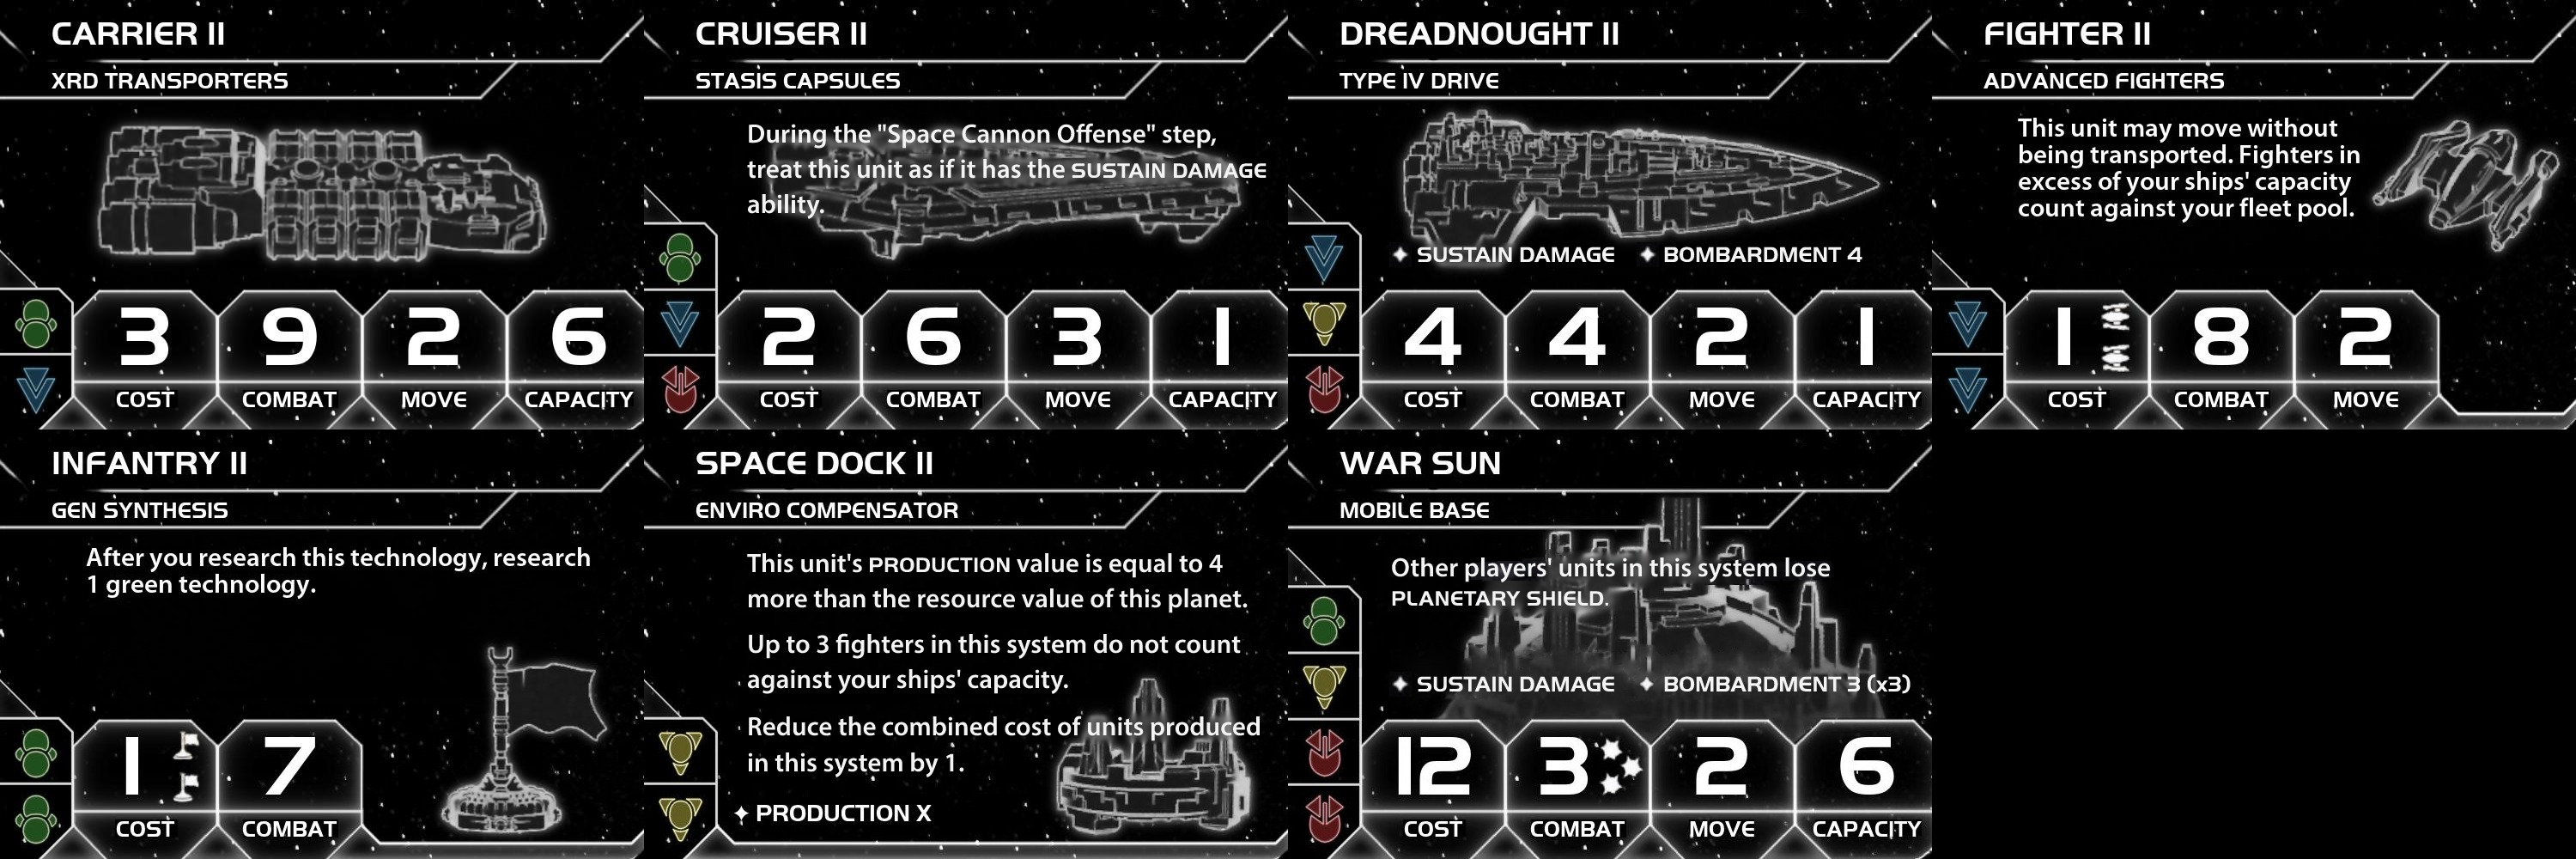 CARRIER II
XRD TRANSPORTERS
3 9 2 6
COST COMBAT MOVE CAPACITY
CRUISER II
STASIS CAPSULES
During the "Space Cannon Offense" step,
treat this unit as if it has the SUSTAIN DAMAGE
ability.
2 6 3 1
COST COMBAT MOVE CAPACITY
DREADNOUGHT II
TYPE IV DRIVE
SUSTAIN DAMAGE BOMBARDMENT 4
4 4 2 1
COST COMBAT MOVE CAPACITY
FIGHTER II
ADVANCED FIGHTERS
This unit may move without
being transported. Fighters in
excess of your ships' capacity
count against your fleet pool.
1 8 2
COST COMBAT MOVE
INFANTRY II
GEN SYNTHESIS
After you research this technology, research
1 green technology.
1 7
COST COMBAT
SPACE DOCK II
ENVIRO COMPENSATOR
This unit's PRODUCTION value is equal to 4
more than the resource value of this planet.
Up to 3 fighters in this system do not count
against your ships' capacity.
Reduce the combined cost of units produced
in this system by 1.
PRODUCTION X
WAR SUN
MOBILE BASE
Other players' units in this system lose
PLANETARY SHIELD.
SUSTAIN DAMAGE BOMBARDMENT 3 (x3)
12 3 2 6
COST COMBAT MOVE CAPACITY